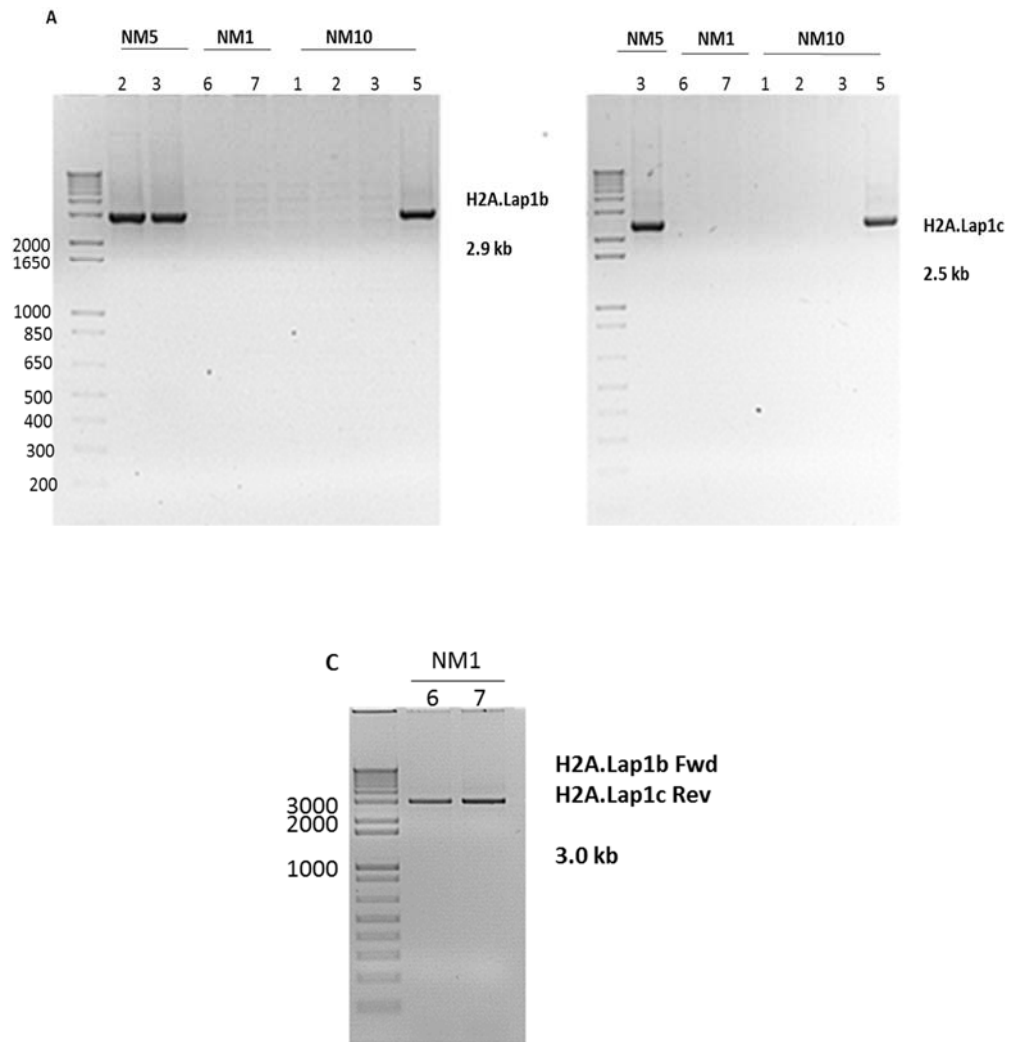 A
NM5 NM1 NM10
2 3 6 7 1 2 3 5
H2A.Lap1b
2.9 kb
2000
1650
1000
850
650
500
400
300
200
NM5 NM1 NM10
3 6 7 1 2 3 5
H2A.Lap1c
2.5 kb
C
NM1
6 7
3000
2000
1000
H2A.Lap1b Fwd
H2A.Lap1c Rev
3.0 kb